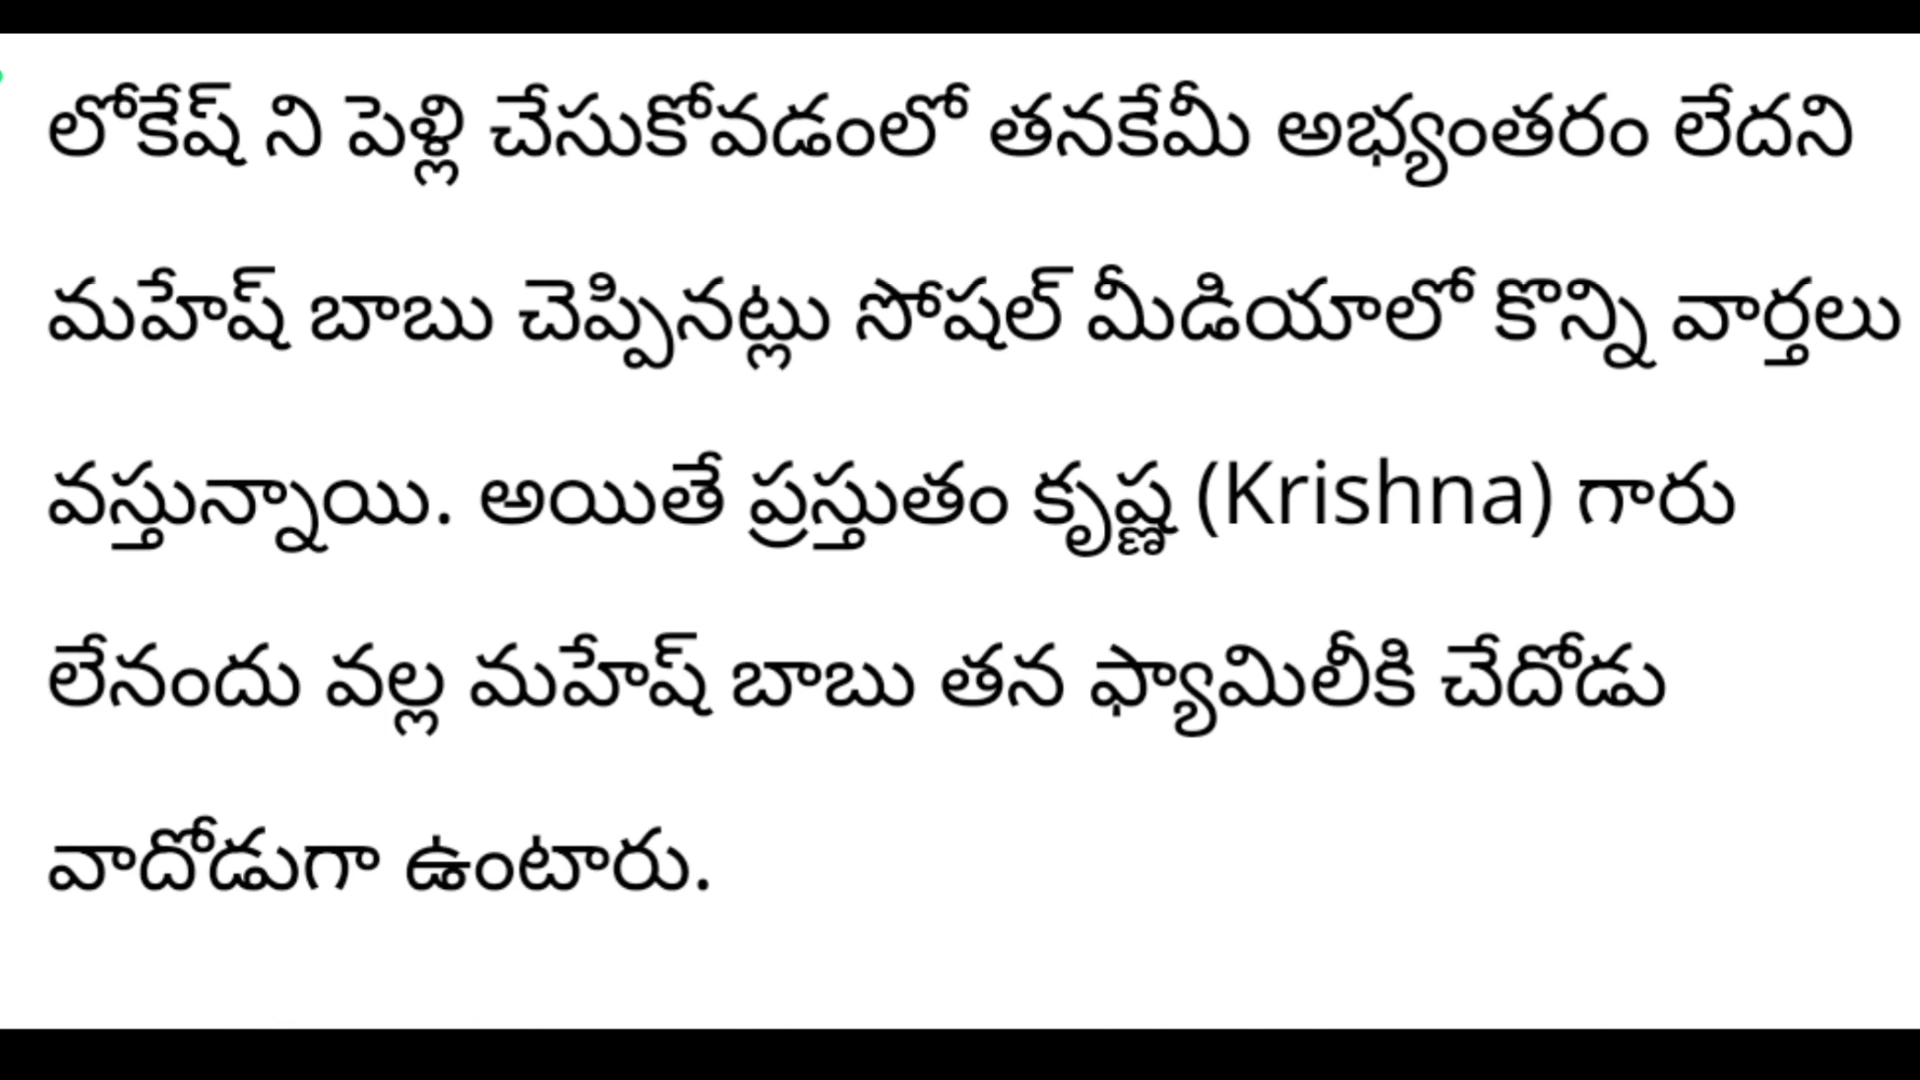 లోకేష్ ని పెళ్లి చేసుకోవడంలో తనకేమీ అభ్యంతరం లేదని
మహేష్ బాబు చెప్పినట్లు సోషల్ మీడియాలో కొన్ని వార్తలు
వస్తున్నాయి. అయితే ప్రస్తుతం కృష్ణ (Krishna) గారు
లేనందు వల్ల మహేష్ బాబు తన ఫ్యామిలీకి చేదోడు
వాదోడుగా ఉంటారు.